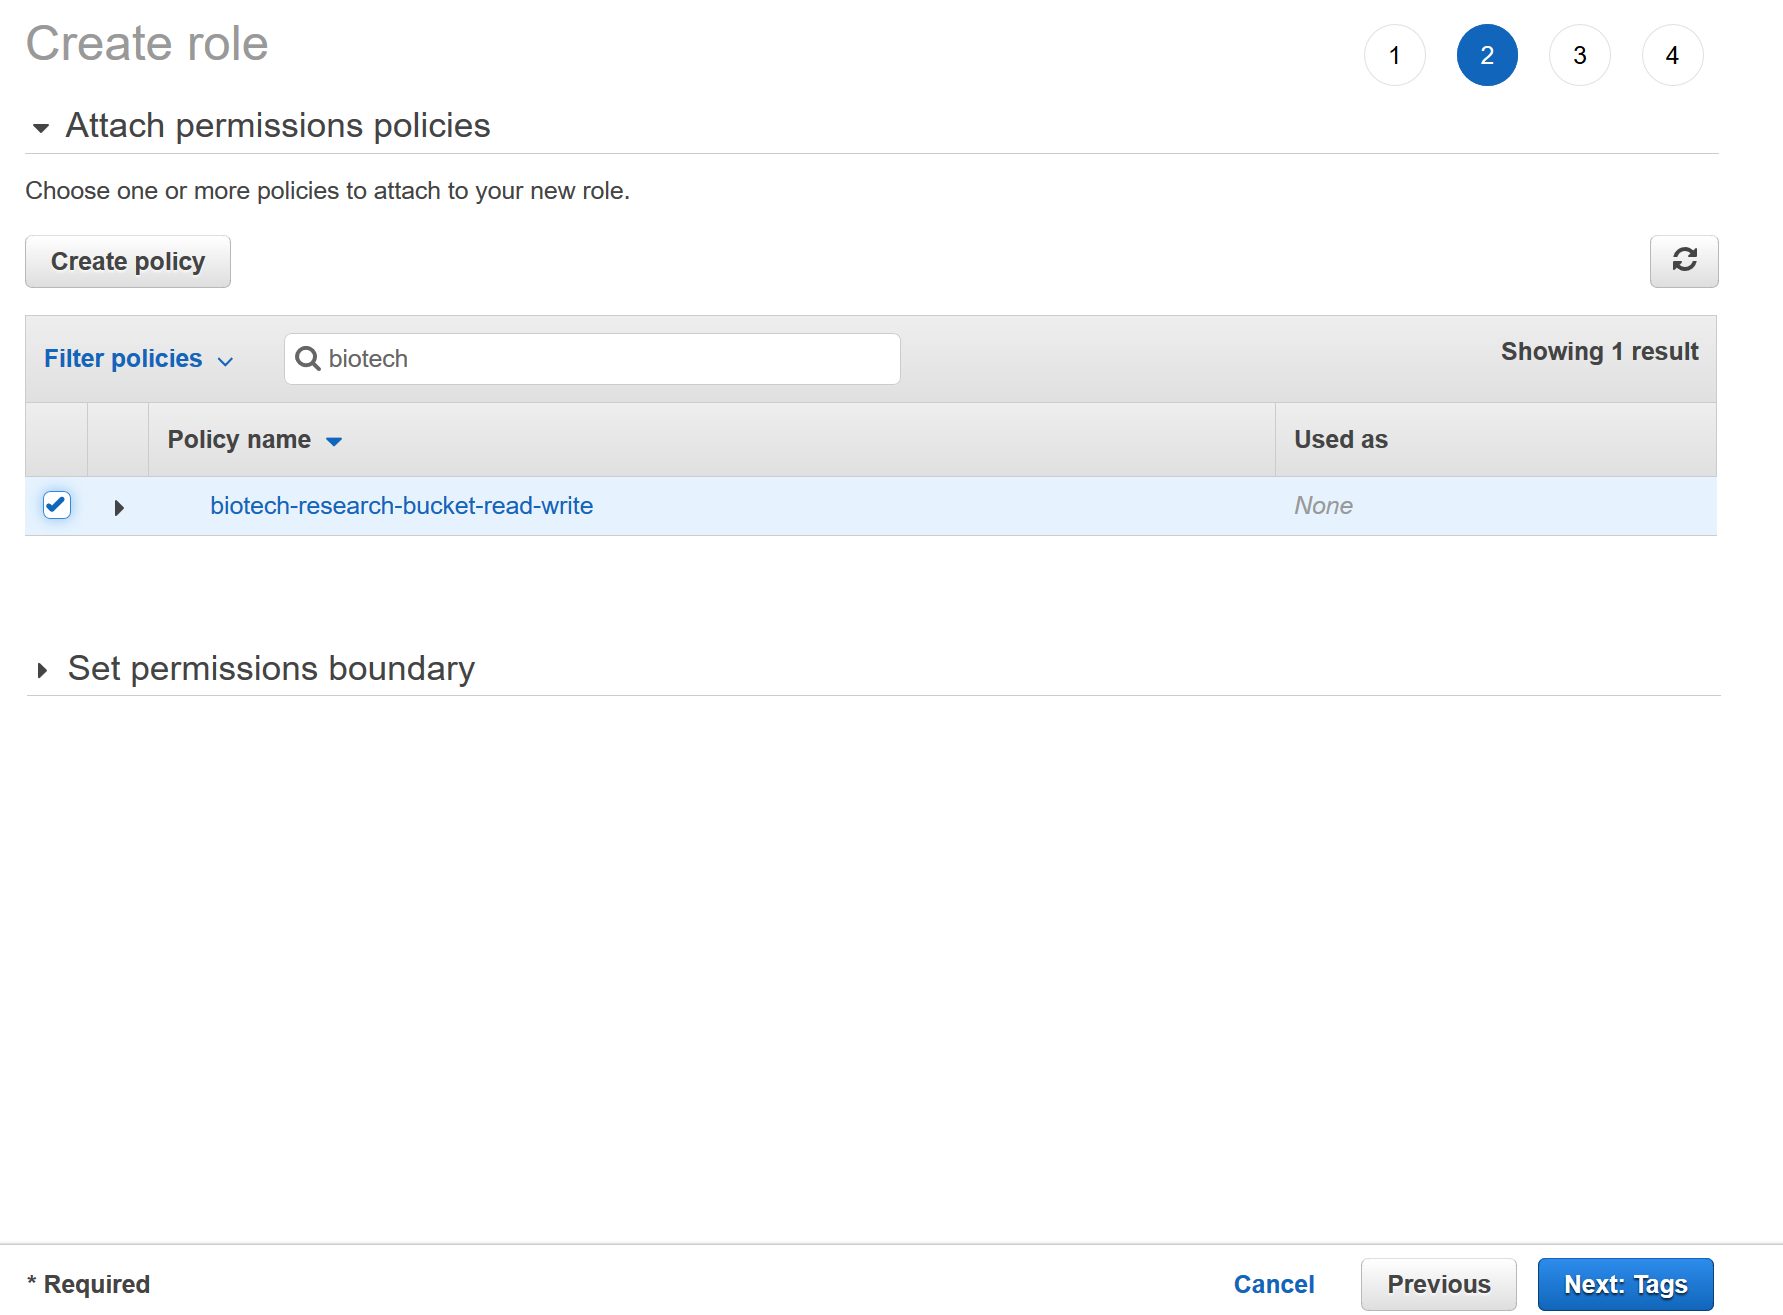 Create role
1 2 3 4
Attach permissions policies
Choose one or more policies to attach to your new role.
Create policy
Filter policies biotech Showing 1 result
Policy name Used as
biotech-research-bucket-read-write None
Set permissions boundary
* Required Cancel Previous Next: Tags